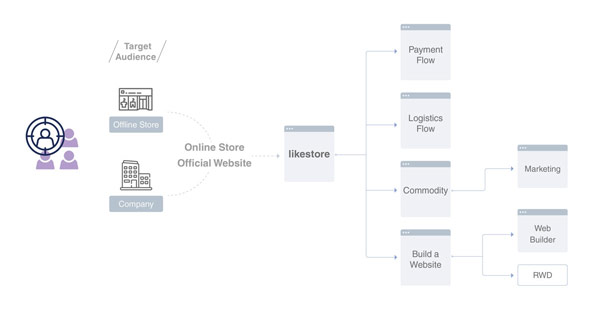 Target
Audience
Offline Store
Company
Online Store
Official Website
likestore
Payment
Flow
Logistics
Flow
Commodity
Build a
Website
Marketing
Web
Builder
RWD